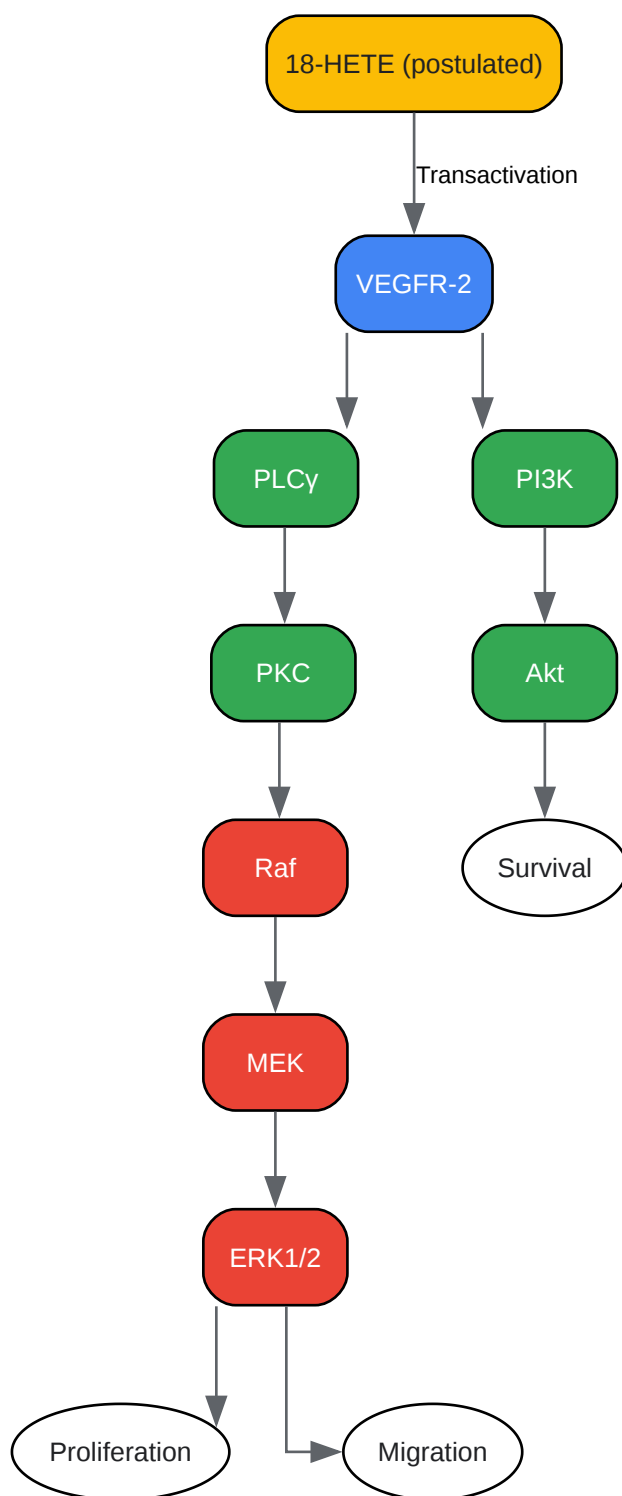 18-HETE (postulated)
Transactivation
VEGFR-2
PLCγ
PI3K
PKC
Akt
Raf
Survival
MEK
ERK1/2
Proliferation
Migration